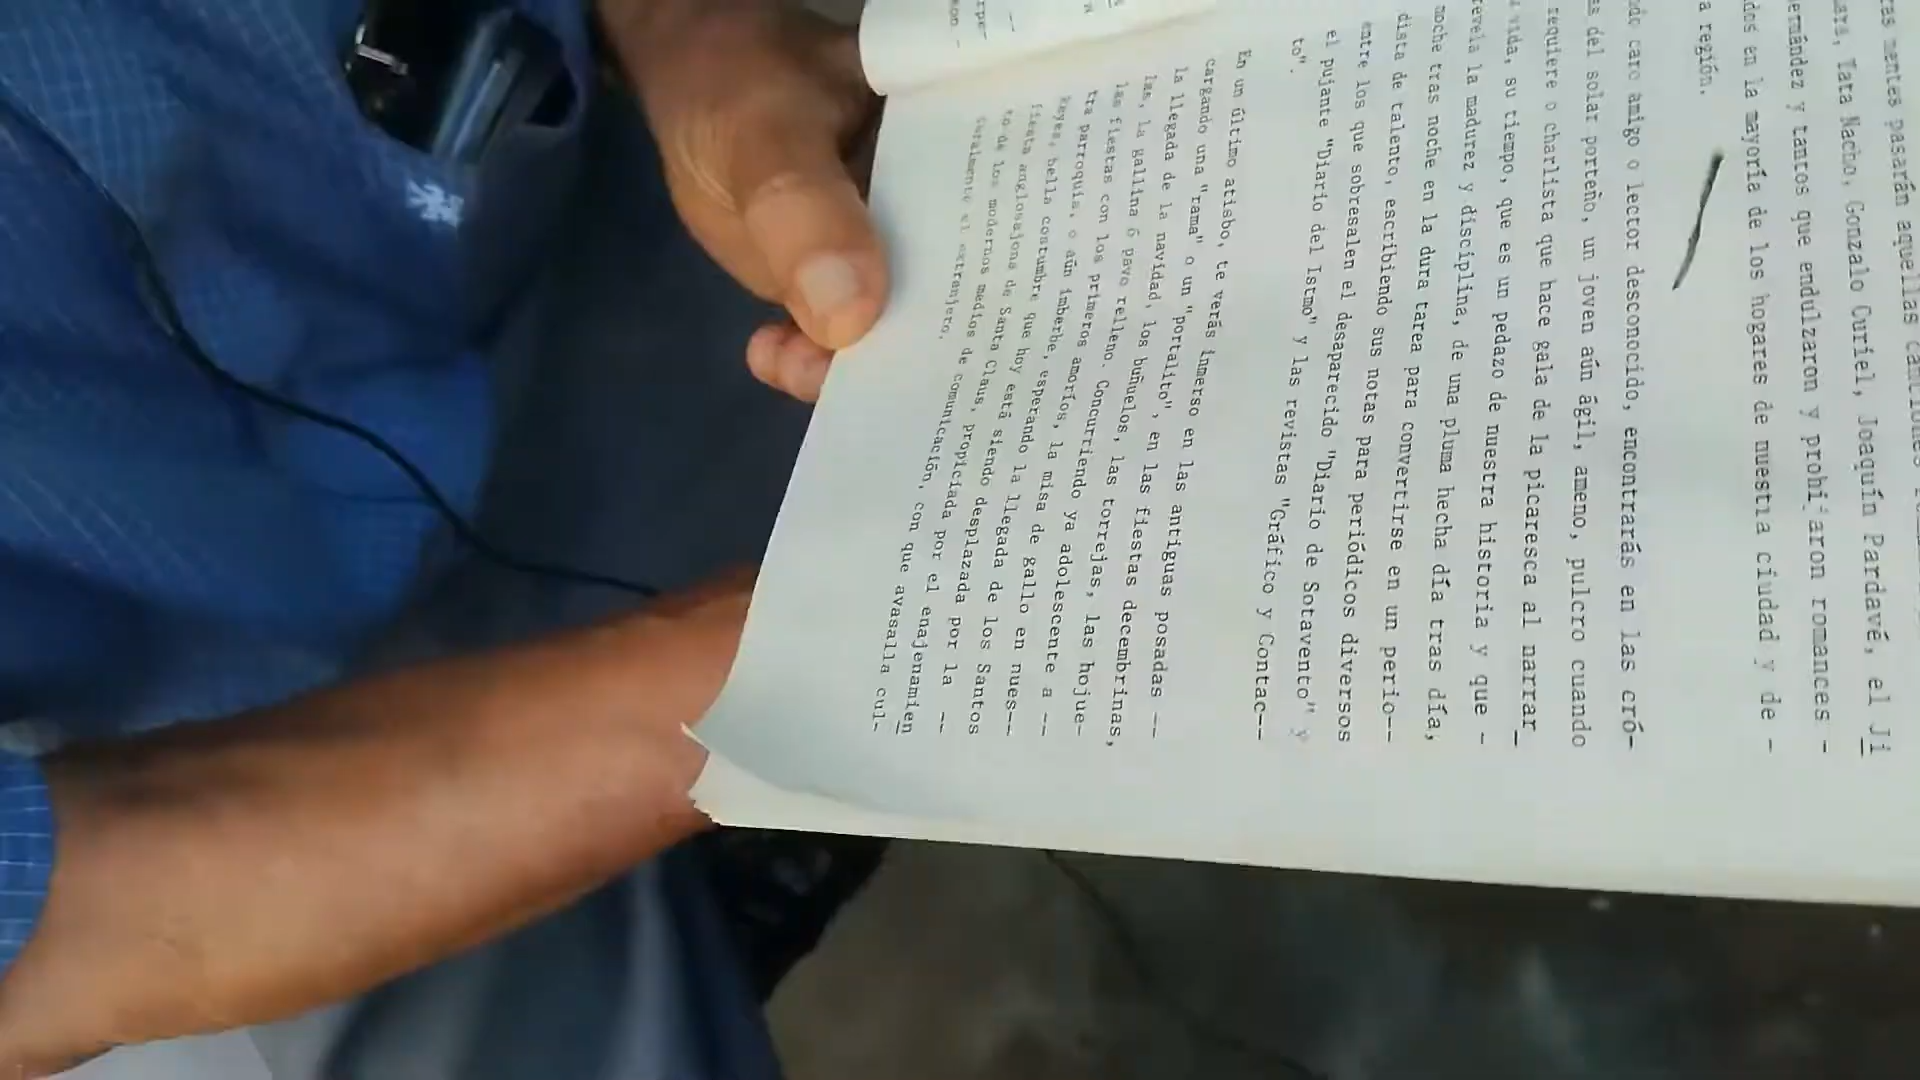 mentes pasarán aquellas
Tata Nacho, Gonzalo Curiel, Joaquín Pardavé, el Ji
ernández y tantos que endulzaron y prohi aron romances -
dos en la mayoría de los hogares de nuestra ciudad y de -
a región.
do caro amigo o lector desconocido, encontrarás en las cró-
s del solar porteño, un joven aún ágil, ameno, pulcro cuando
requiere o charlista que hace gala de la picaresca al narrar
vida, su tiempo, que es un pedazo de nuestra historia y que -
revela la madurez y disciplina, de una pluma hecha día tras día,
noche tras noche en la dura tarea para convertirse en un perio--
dista de talento, escribiendo sus notas para periódicos diversos
entre los que sobresalen el desaparecido "Diario de Sotavento" y
el pujante "Diario del Istmo" y las revistas "Gráfico y Contac--
to".
En un último atisbo, te verás inmerso en las antiguas posadas --
cargando una "rama" o un "portalito", en las fiestas decembrinas,
la llegada de la navidad, los buñuelos, las torrejas, las hojue-
las, la gallina ó pavo relleno. Concurriendo ya adolescente a --
las fiestas con los primeros amoríos, la misa de gallo en nues--
tra parroquia, o aún imberbe, esperando la llegada de los Santos
Reyes, bella costumbre que hoy está siendo desplazada por la --
fiesta anglosajona de Santa Claus, propiciada por el enajenamien
to de los modernos medios de comunicación, con que avasalla cul-
turalmente el extranjero.